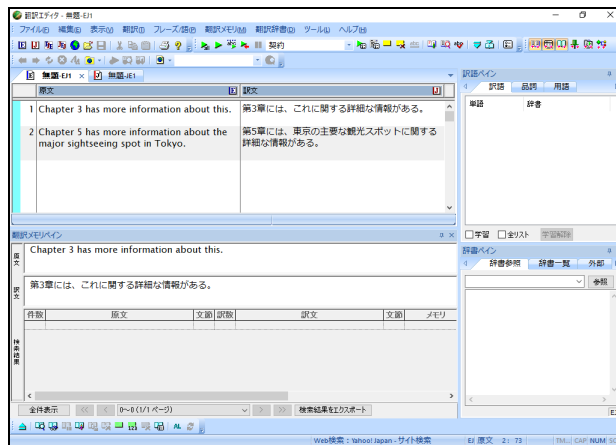 翻訳エディタ - 無題-EJ1
ファイル(F) 編集(E) 表示(V) 翻訳(T) フレーズ/語(P) 翻訳メモリ(M) 翻訳辞書(D) ツール(L) ヘルプ(H)
契約
無題-EJ1 × 無題-JE1
原文 訳文
1 Chapter 3 has more information about this. 第3章には、これに関する詳細な情報がある。
2 Chapter 5 has more information about the major sightseeing spot in Tokyo. 第5章には、東京の主要な観光スポットに関する
詳細な情報がある。
翻訳メモリペイン
原文
Chapter 3 has more information about this.
訳文
第3章には、これに関する詳細な情報がある。
件数 原文 文節 訳数 訳文 文節 メモリ
検索結果
全件表示 << < 0～0(1/1 ページ) > >> 検索結果をエクスポート
訳語ペイン
訳語 品詞 用語
単語 辞書
学習 全リスト 学習解除
辞書ペイン
辞書参照 辞書一覧 外部
参照
Web検索：Yahoo! Japan - サイト検索 EJ 原文 2: 73 TM... CAP NUM